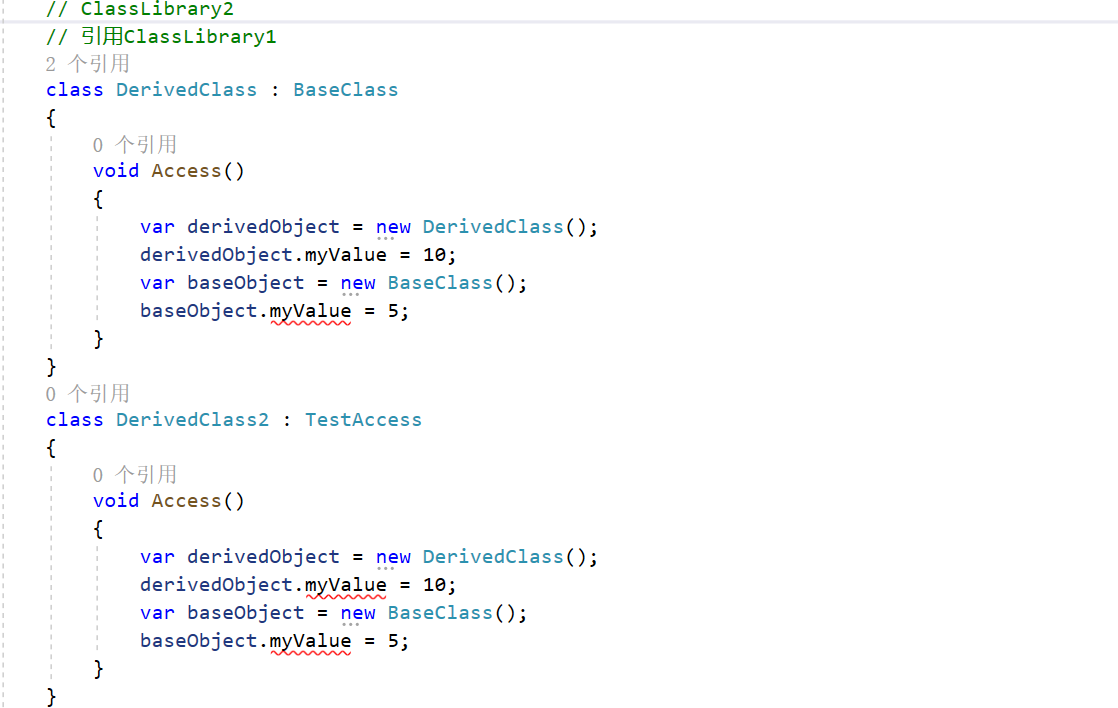 // ClassLibrary2
// 引用ClassLibrary1
2 个引用
class DerivedClass : BaseClass
{
0 个引用
void Access()
{
var derivedObject = new DerivedClass();
derivedObject.myValue = 10;
var baseObject = new BaseClass();
baseObject.myValue = 5;
}
}
0 个引用
class DerivedClass2 : TestAccess
{
0 个引用
void Access()
{
var derivedObject = new DerivedClass();
derivedObject.myValue = 10;
var baseObject = new BaseClass();
baseObject.myValue = 5;
}
}